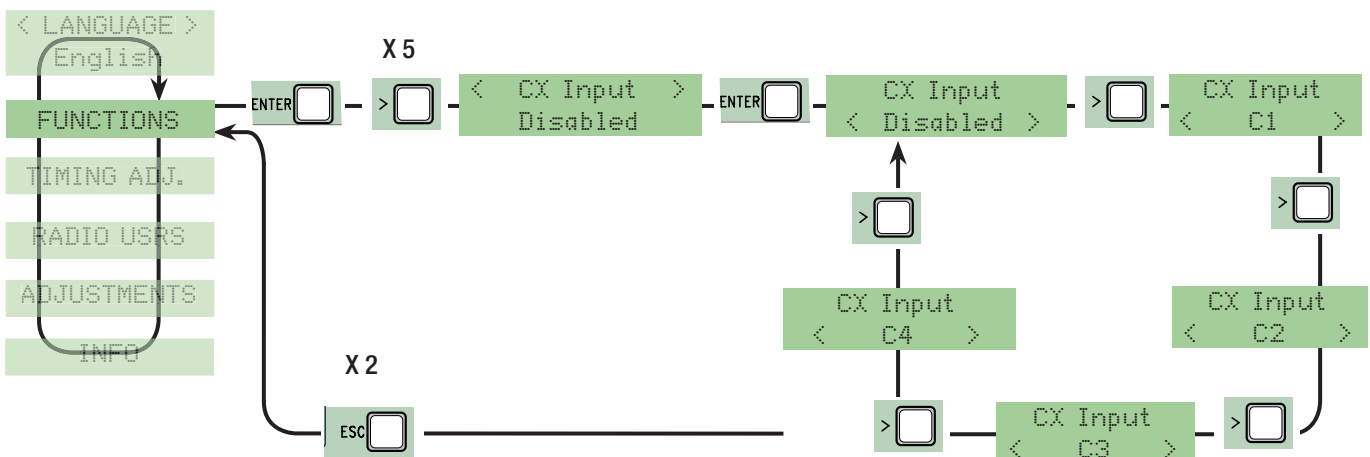 < LANGUAGE >
English
FUNCTIONS
TIMING ADJ.
RADIO USRS
ADJUSTMENTS
INFO
ENTER
X 5
>
< CX Input >
Disabled
ENTER
CX Input
< Disabled >
>
CX Input
< C1 >
>
CX Input
< C2 >
>
CX Input
< C3 >
>
CX Input
< C4 >
>
X 2
ESC